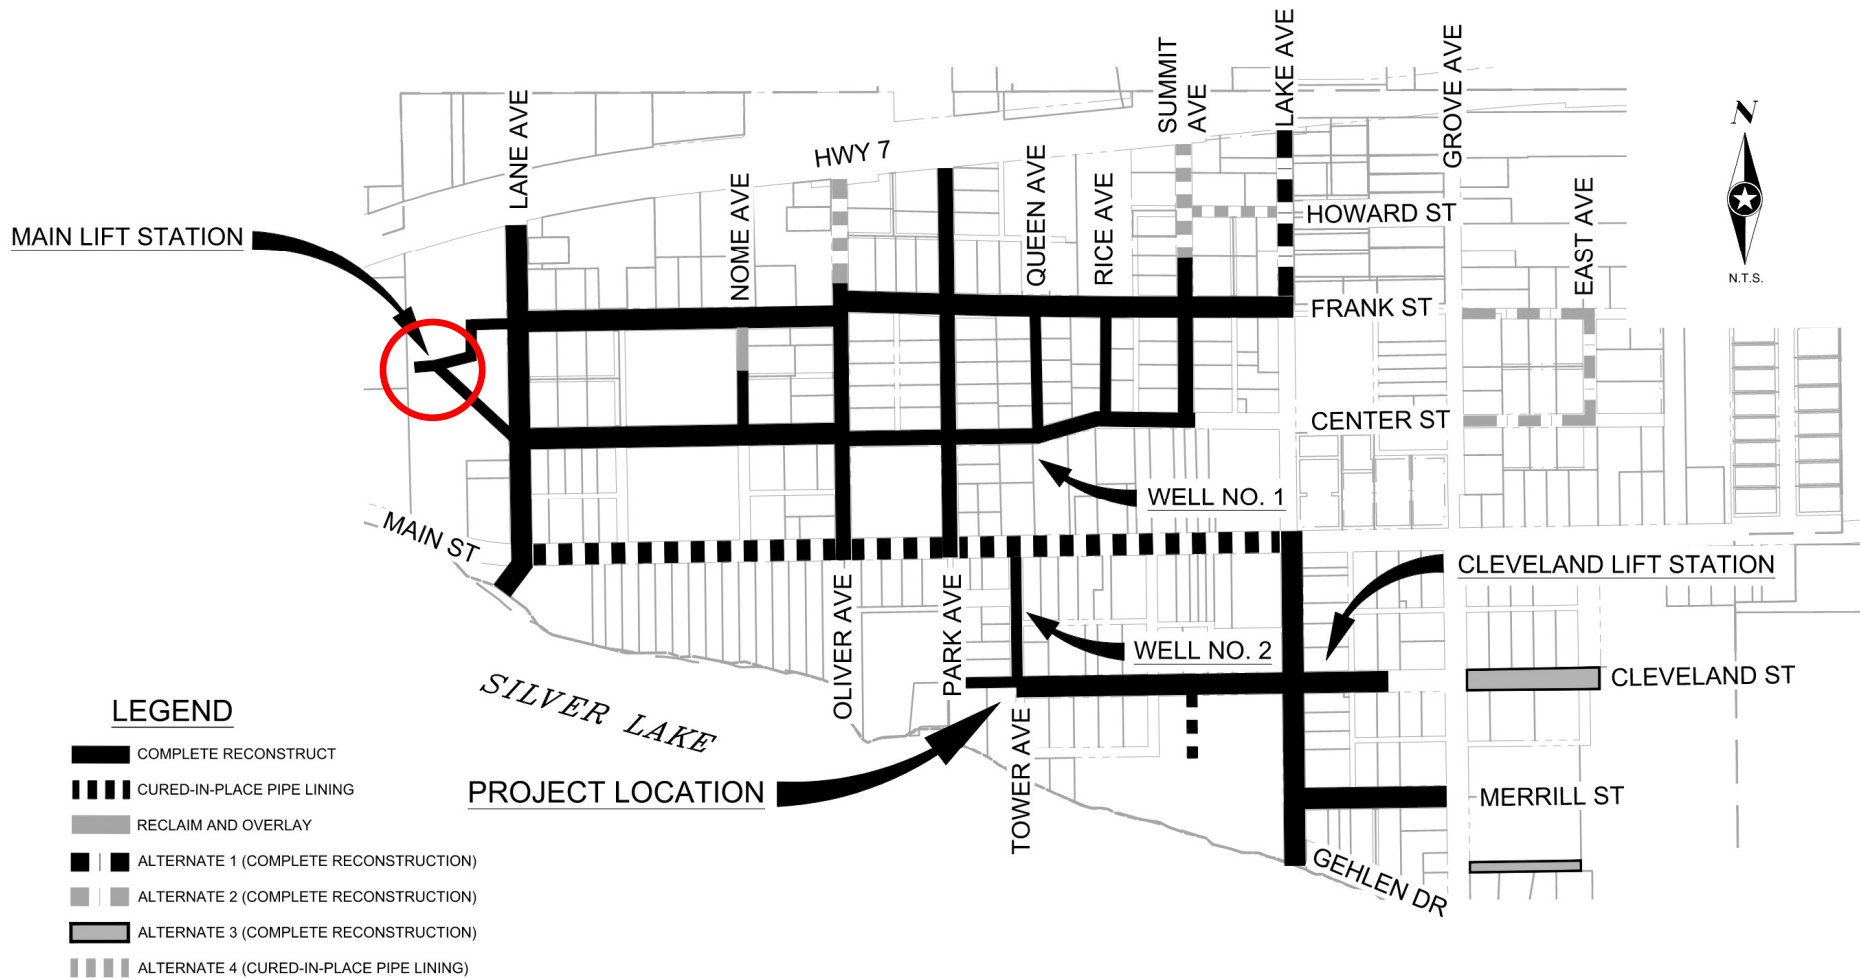 SUMMIT
AVE
LAKE AVE
GROVE AVE
LANE AVE
HWY 7
NOME AVE
QUEEN AVE
RICE AVE
N
HOWARD ST
EAST AVE
N.T.S.
MAIN LIFT STATION
FRANK ST
CENTER ST
WELL NO. 1
MAIN ST
CLEVELAND LIFT STATION
OLIVER AVE
PARK AVE
WELL NO. 2
CLEVELAND ST
SILVER LAKE
TOWER AVE
PROJECT LOCATION
MERRILL ST
GEHLEN DR
LEGEND
COMPLETE RECONSTRUCT
CURED-IN-PLACE PIPE LINING
RECLAIM AND OVERLAY
ALTERNATE 1 (COMPLETE RECONSTRUCTION)
ALTERNATE 2 (COMPLETE RECONSTRUCTION)
ALTERNATE 3 (COMPLETE RECONSTRUCTION)
ALTERNATE 4 (CURED-IN-PLACE PIPE LINING)